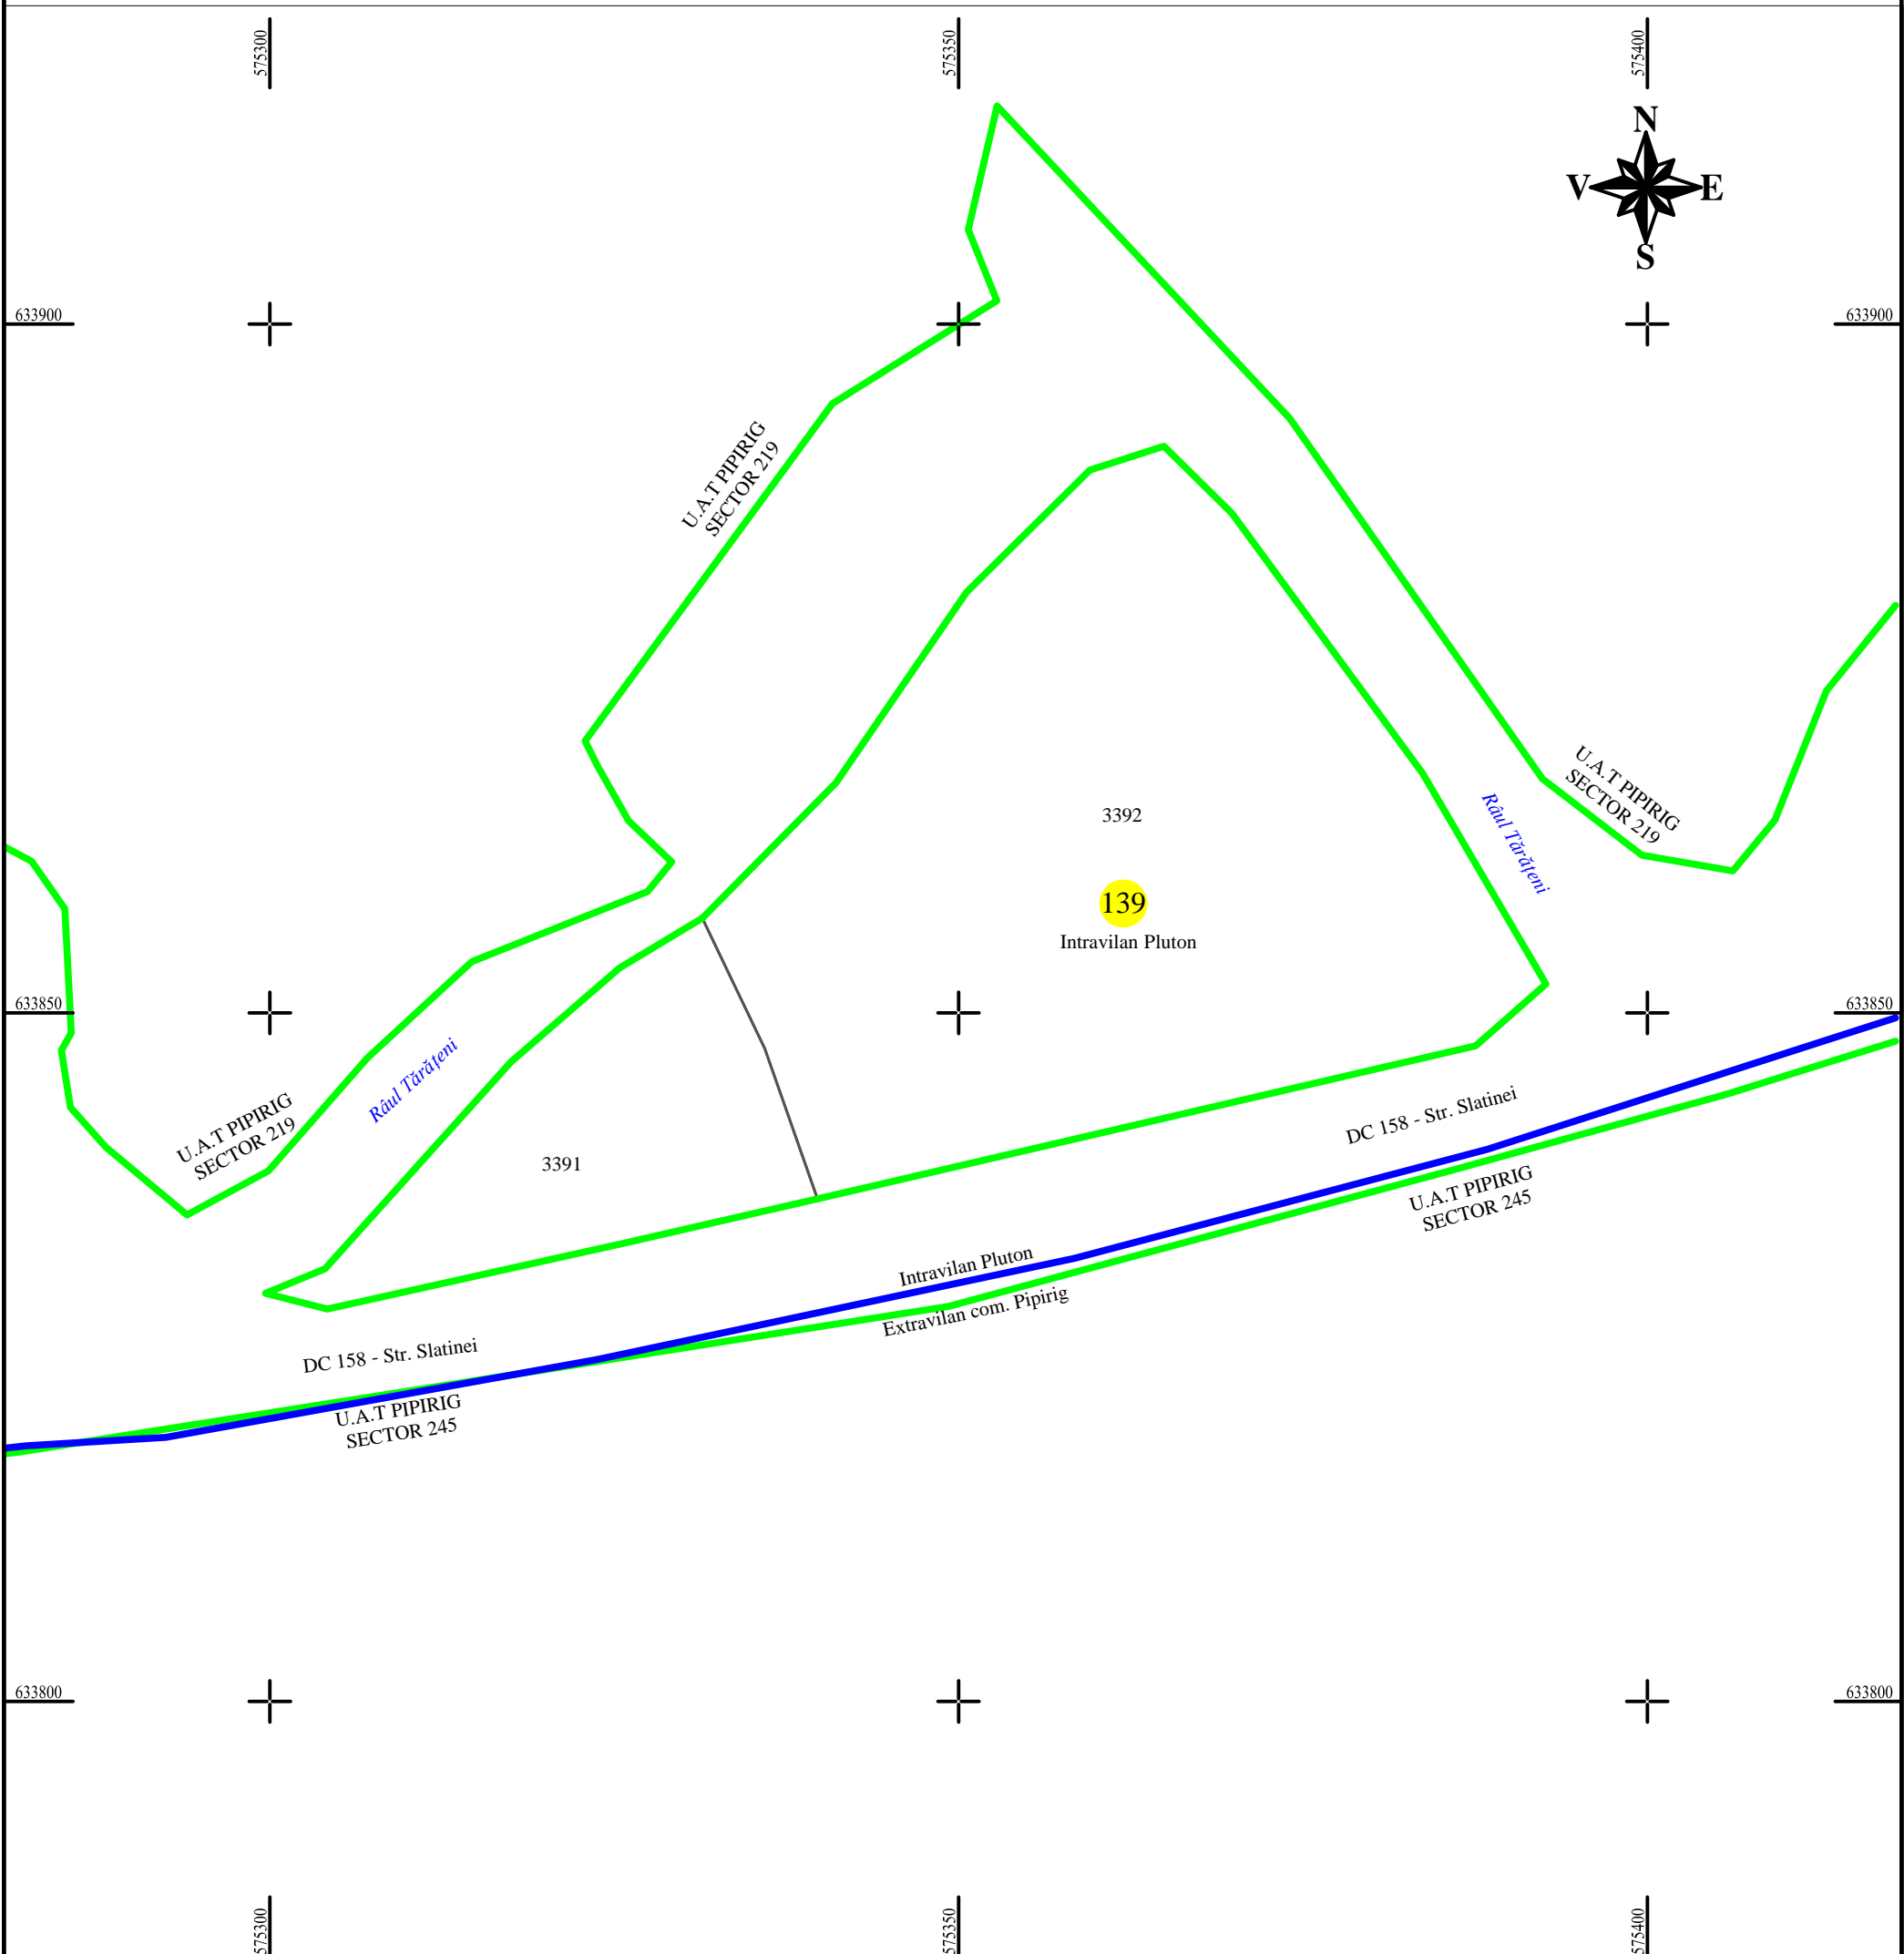 575300
575350
575400
N
V
E
S
633900
633900
U.A.T PIPIRIG
SECTOR 219
U.A.T PIPIRIG
SECTOR 219
3392
Râul Tărățeni
139
Intravilan Pluton
633850
633850
Râul Tărățeni
U.A.T PIPIRIG
SECTOR 219
3391
DC 158 - Str. Slatinei
U.A.T PIPIRIG
SECTOR 245
Intravilan Pluton
Extravilan com. Pipirig
DC 158 - Str. Slatinei
U.A.T PIPIRIG
SECTOR 245
633800
633800
575300
575350
575400